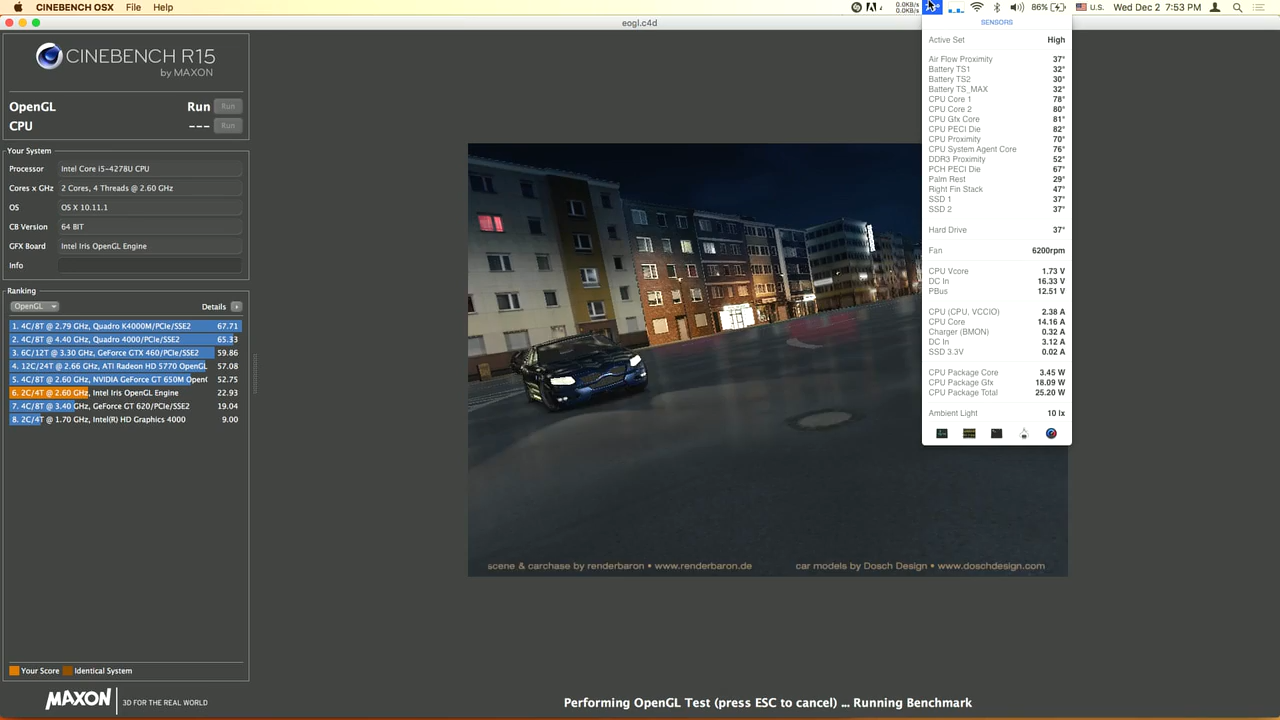 CINEBENCH OSX File Help
0.0KB/s
0.0KB/s
86% U.S. Wed Dec 2 7:53 PM
eogl.c4d
CINEBENCH R15
by MAXON
OpenGL Run Run
CPU --- Run
Your System
Processor Intel Core i5-4278U CPU
Cores x GHz 2 Cores, 4 Threads @ 2.60 GHz
OS OS X 10.11.1
CB Version 64 BIT
GFX Board Intel Iris OpenGL Engine
Info
Ranking
OpenGL Details
1. 4C/8T @ 2.79 GHz, Quadro K4000M/PCIe/SSE2 67.71
2. 4C/8T @ 4.40 GHz, Quadro 4000/PCIe/SSE2 65.33
3. 6C/12T @ 3.30 GHz, GeForce GTX 460/PCIe/SSE2 59.86
4. 12C/24T @ 2.66 GHz, ATI Radeon HD 5770 OpenGL 57.08
5. 4C/8T @ 2.60 GHz, NVIDIA GeForce GT 650M Open 52.75
6. 2C/4T @ 2.60 GHz, Intel Iris OpenGL Engine 22.93
7. 4C/8T @ 3.40 GHz, GeForce GT 620/PCIe/SSE2 19.04
8. 2C/4T @ 1.70 GHz, Intel(R) HD Graphics 4000 9.00
Your Score Identical System
MAXON 3D FOR THE REAL WORLD
scene & carchase by renderbaron • www.renderbaron.de car models by Dosch Design • www.doschdesign.com
Performing OpenGL Test (press ESC to cancel) ... Running Benchmark
SENSORS
Active Set High
Air Flow Proximity 37°
Battery TS1 32°
Battery TS2 30°
Battery TS_MAX 32°
CPU Core 1 78°
CPU Core 2 80°
CPU Gfx Core 81°
CPU PECI Die 82°
CPU Proximity 70°
CPU System Agent Core 76°
DDR3 Proximity 52°
PCH PECI Die 67°
Palm Rest 29°
Right Fin Stack 47°
SSD 1 37°
SSD 2 37°
Hard Drive 37°
Fan 6200rpm
CPU Vcore 1.73 V
DC In 16.33 V
PBus 12.51 V
CPU (CPU, VCCIO) 2.38 A
CPU Core 14.16 A
Charger (BMON) 0.32 A
DC In 3.12 A
SSD 3.3V 0.02 A
CPU Package Core 3.45 W
CPU Package Gfx 18.09 W
CPU Package Total 25.20 W
Ambient Light 10 lx